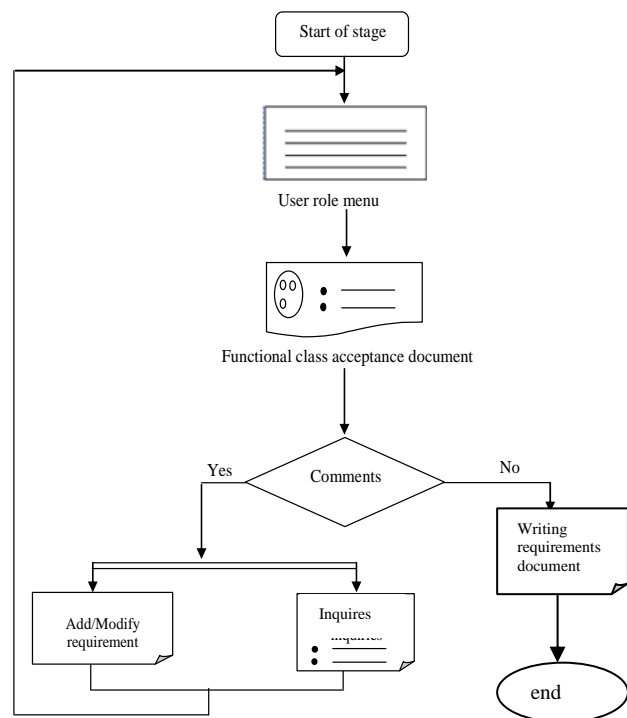 Start of stage
User role menu
Functional class acceptance document
Yes
Comments
No
Writing
requirements
document
Add/Modify
requirement
Inquires
inquiries
end